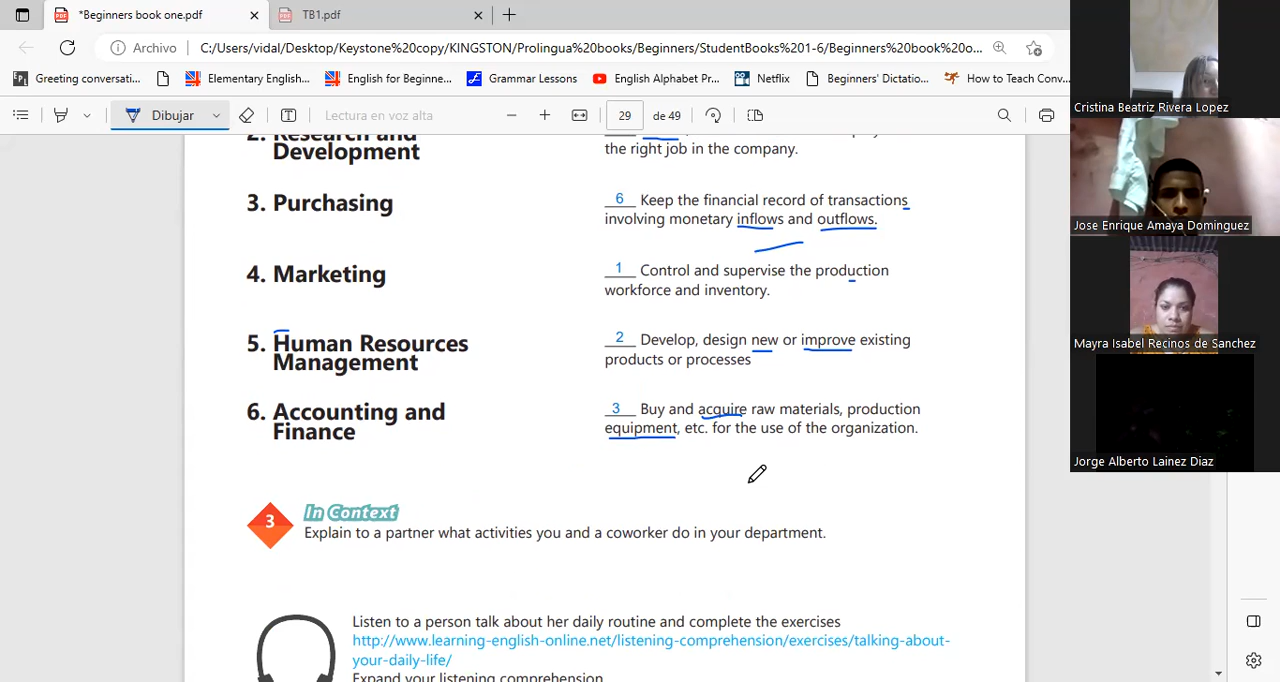 *Beginners book one.pdf
TB1.pdf
Archivo
C:/Users/vidal/Desktop/Keystone%20copy/KINGSTON/Prolingua%20books/Beginners/StudentBooks%201-6/Beginners%20book%20o...
Greeting conversati...
Elementary English...
English for Beginne...
Grammar Lessons
English Alphabet Pr...
Netflix
Beginners' Dictatio...
How to Teach Conv...
Dibujar
Lectura en voz alta
29
de 49
2. Research and
Development
the right job in the company.
3. Purchasing
6 Keep the financial record of transactions
involving monetary inflows and outflows.
4. Marketing
1 Control and supervise the production
workforce and inventory.
5. Human Resources
Management
2 Develop, design new or improve existing
products or processes
6. Accounting and
Finance
3 Buy and acquire raw materials, production
equipment, etc. for the use of the organization.
3
In Context
Explain to a partner what activities you and a coworker do in your department.
Listen to a person talk about her daily routine and complete the exercises
http://www.learning-english-online.net/listening-comprehension/exercises/talking-about-
your-daily-life/
Expand your listening comprehension
Cristina Beatriz Rivera Lopez
Jose Enrique Amaya Dominguez
Mayra Isabel Recinos de Sanchez
Jorge Alberto Lainez Diaz